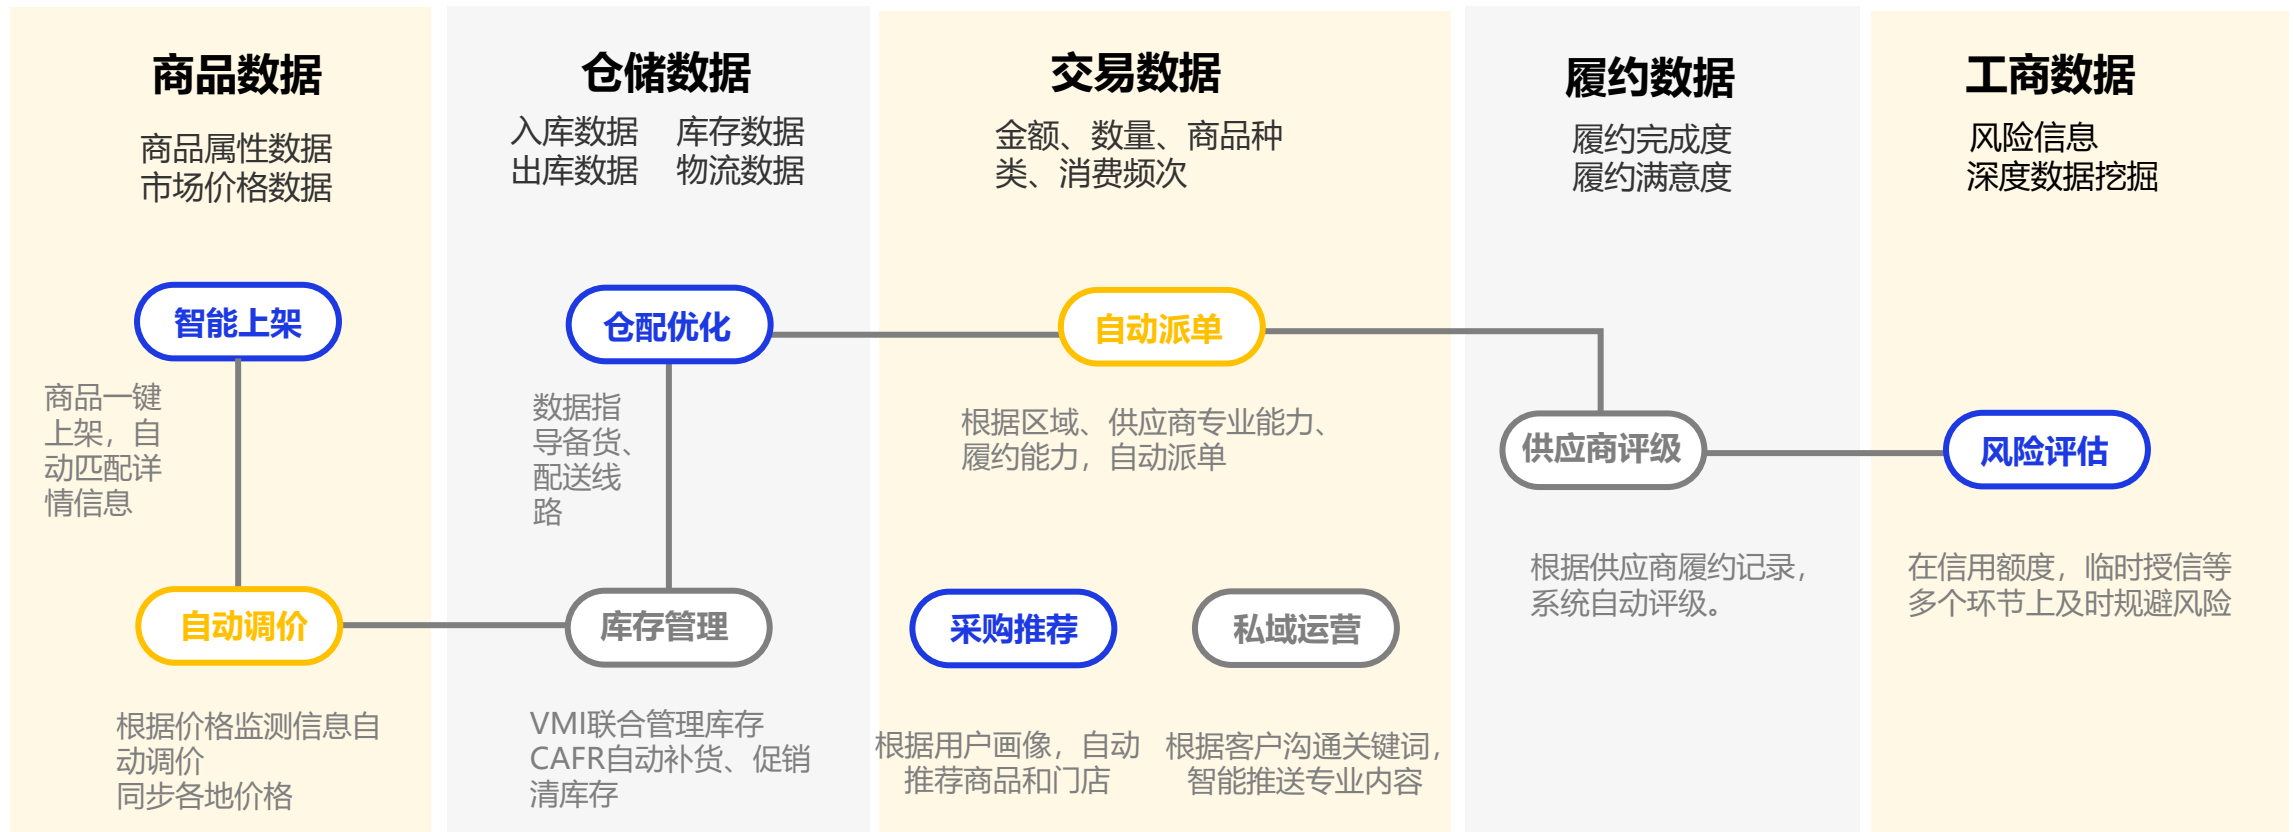 商品数据
商品属性数据
市场价格数据
智能上架
商品一键
上架，自
动匹配详
情信息
自动调价
根据价格监测信息自
动调价
同步各地价格
仓储数据
入库数据 库存数据
出库数据 物流数据
仓配优化
数据指
导备货、
配送线
路
库存管理
VMI联合管理库存
CAFR自动补货、促销
清库存
交易数据
金额、数量、商品种
类、消费频次
自动派单
根据区域、供应商专业能力、
履约能力，自动派单
采购推荐
根据用户画像，自动
推荐商品和门店
私域运营
根据客户沟通关键词，
智能推送专业内容
履约数据
履约完成度
履约满意度
供应商评级
根据供应商履约记录，
系统自动评级。
工商数据
风险信息
深度数据挖掘
风险评估
在信用额度，临时授信等
多个环节上及时规避风险